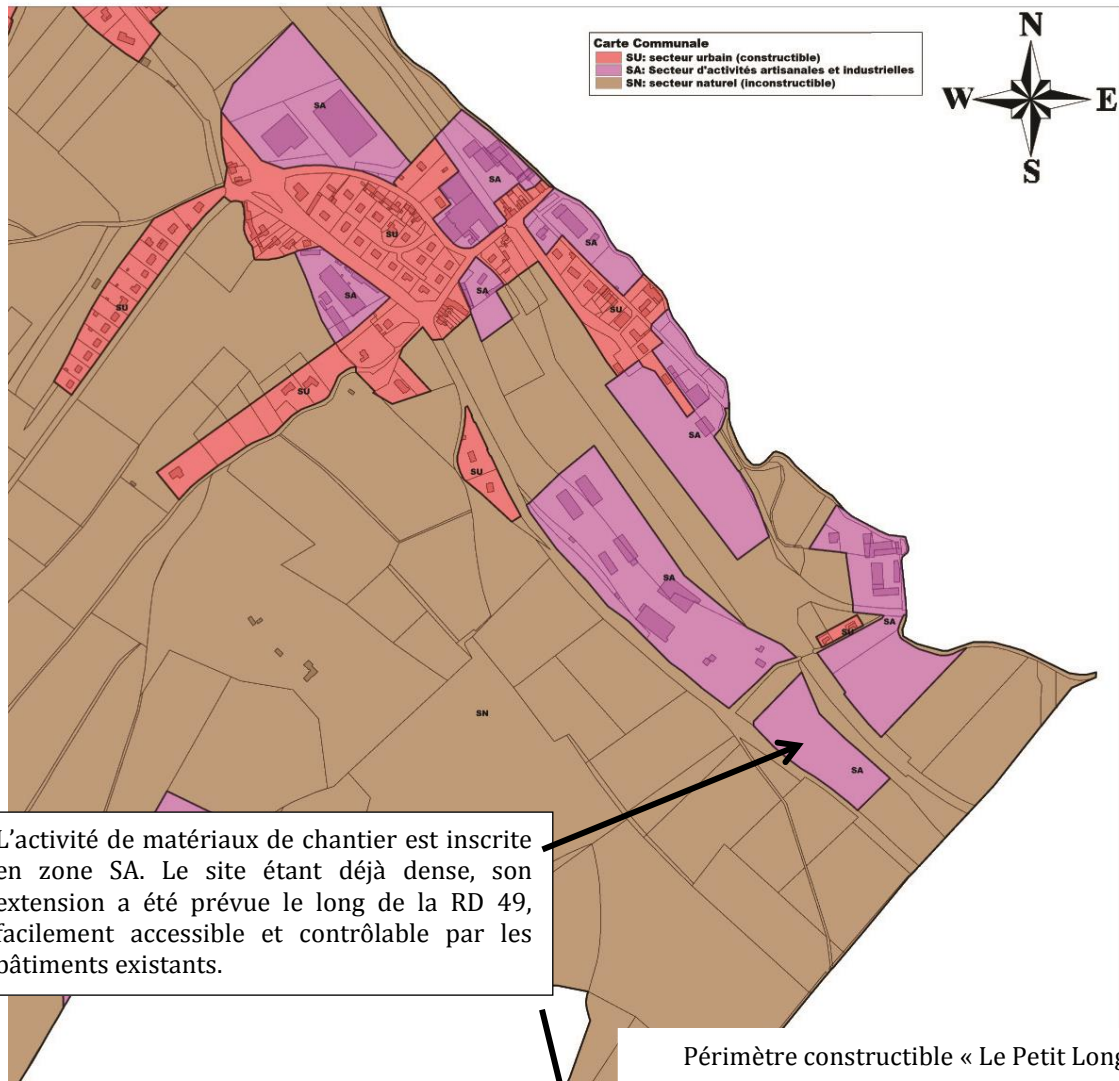 Carte Communale
SU: secteur urbain (constructible)
SA: Secteur d'activités artisanales et industrielles
SN: secteur naturel (inconstructible)
N
W E
S
SA
SA
SU
SA
SA
SA
SU
SU
SU
SA
SU
SA
SU
SA
SN
SA
L'activité de matériaux de chantier est inscrite
en zone SA. Le site étant déjà dense, son
extension a été prévue le long de la RD 49,
facilement accessible et contrôlable par les
bâtiments existants.
Périmètre constructible « Le Petit Long